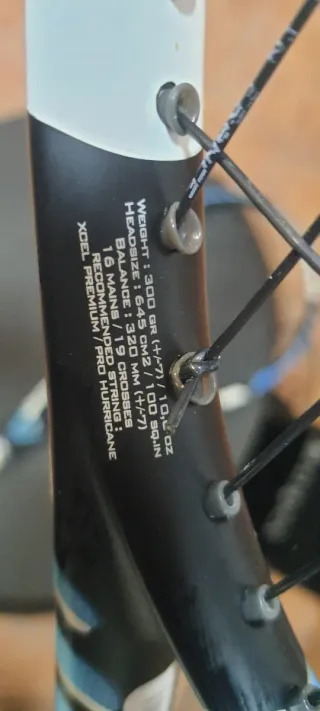 WEIGHT : 300 GR (+/-7) / 10,6 OZ
HEADSIZE : 645 CM2 / 100 SQ.IN
BALANCE : 320 MM (+/-7)
16 MAINS / 19 CROSSES
RECOMMENDED STRING :
XCEL PREMIUM / PRO HURRICANE